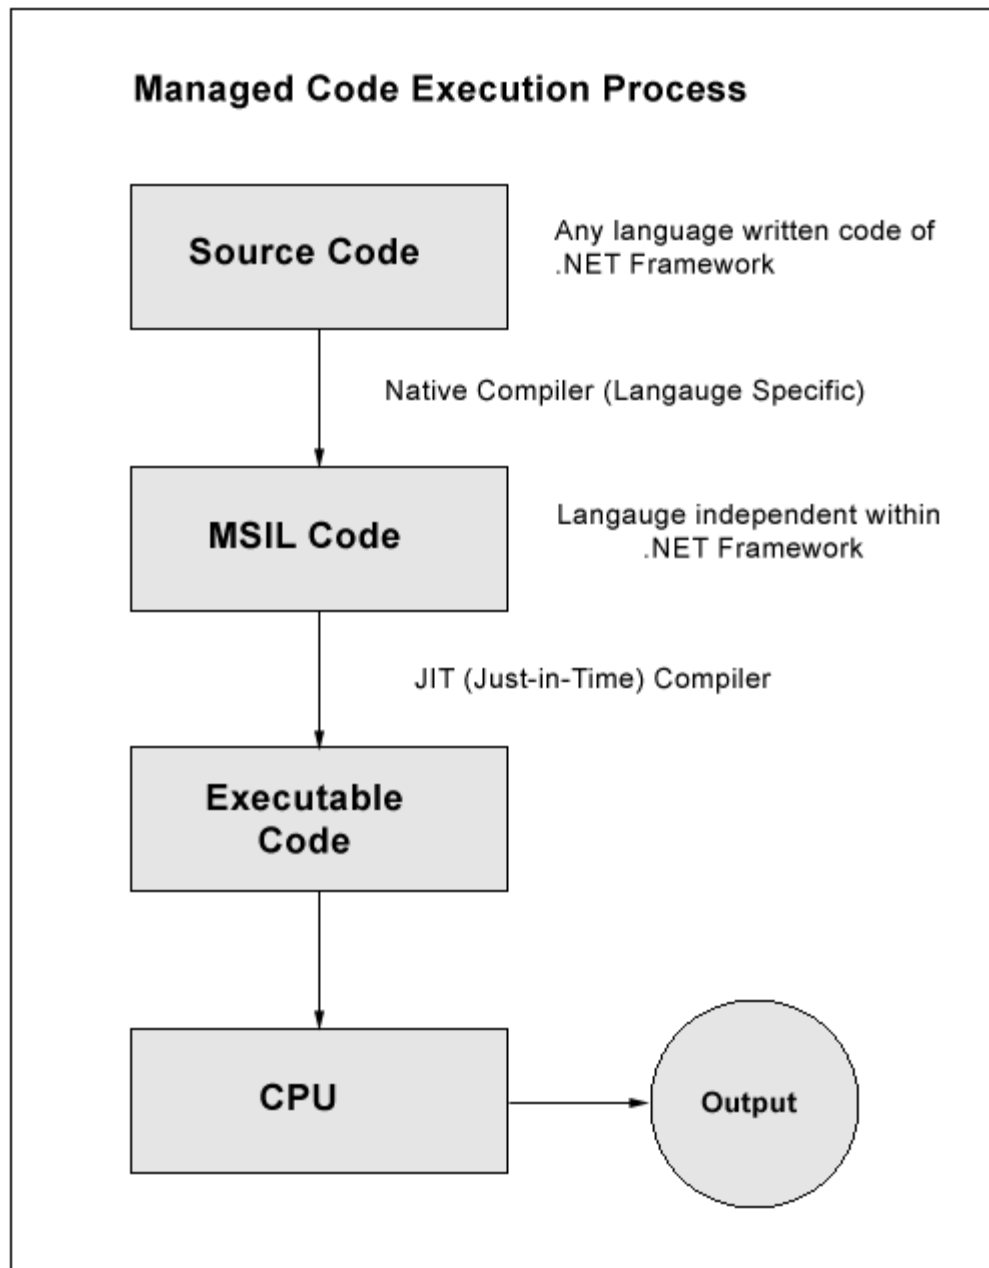 Managed Code Execution Process
Source Code
Any language written code of
.NET Framework
Native Compiler (Langauge Specific)
MSIL Code
Langauge independent within
.NET Framework
JIT (Just-in-Time) Compiler
Executable
Code
CPU
Output